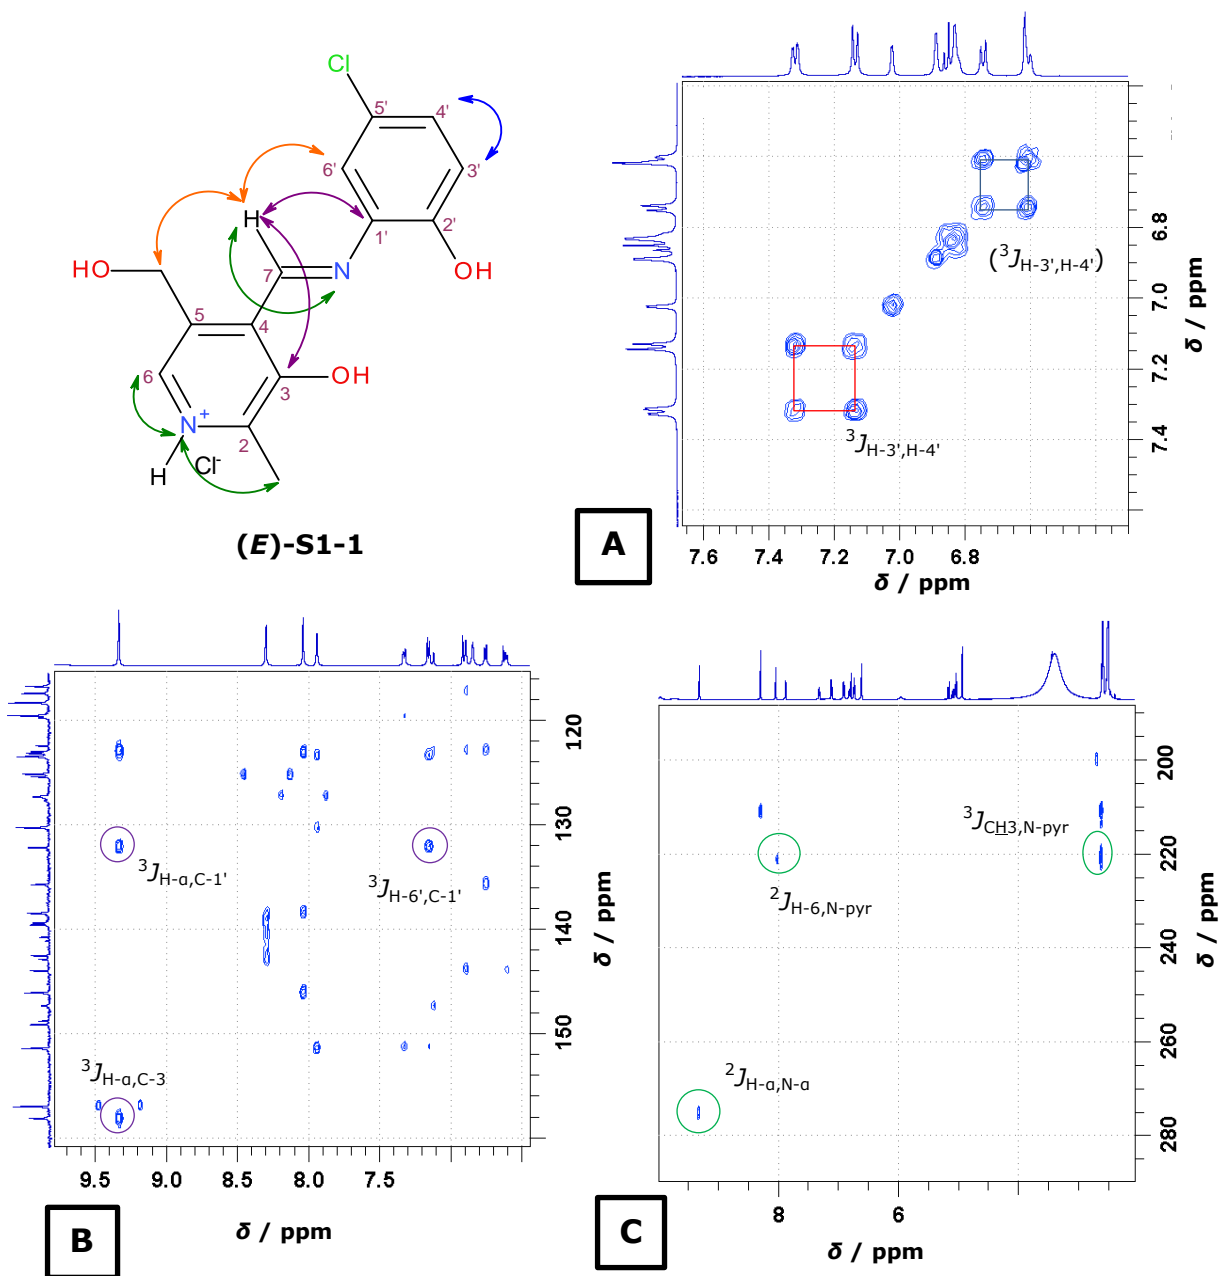 Cl
5'
4'
6'
3'
H
1'
2'
HO
7
N
OH
5
4
6
3
OH
N+
2
H
Cl-
(E)-S1-1
A
6.8
7.0
7.2
7.4
δ / ppm
(3JH-3',H-4')
3JH-3',H-4'
7.6 7.4 7.2 7.0 6.8
δ / ppm
120
130
140
150
δ / ppm
3JH-α,C-1'
3JH-6',C-1'
3JH-α,C-3
9.5 9.0 8.5 8.0 7.5
δ / ppm
B
200
220
240
260
280
δ / ppm
3JCH3,N-pyr
2JH-6,N-pyr
2JH-α,N-α
8 6
δ / ppm
C